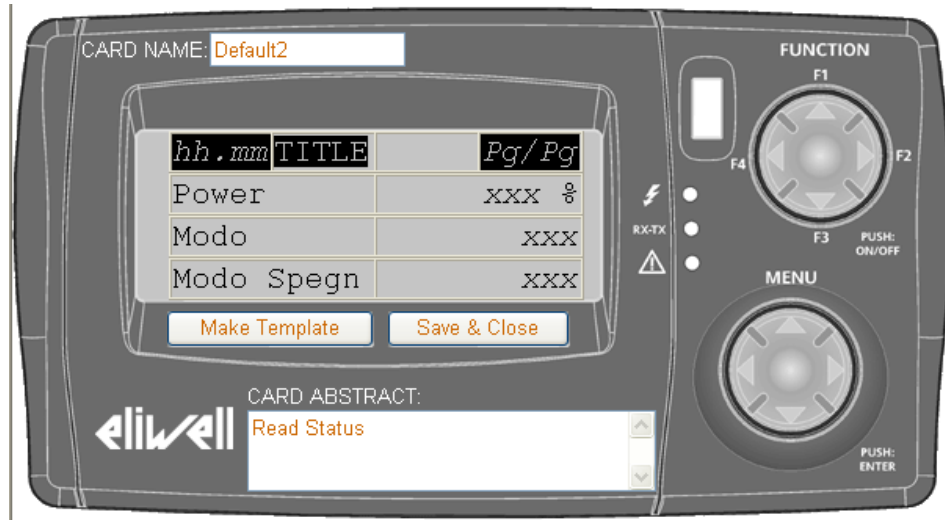 CARD NAME: Default2
hh.mm TITLE Pg/Pg
Power xxx %
Modo xxx
Modo Spegn xxx
Make Template Save & Close
CARD ABSTRACT:
Read Status
eliwell
FUNCTION
F1
F4 F2
F3 PUSH:
ON/OFF
RX-TX
MENU
PUSH:
ENTER